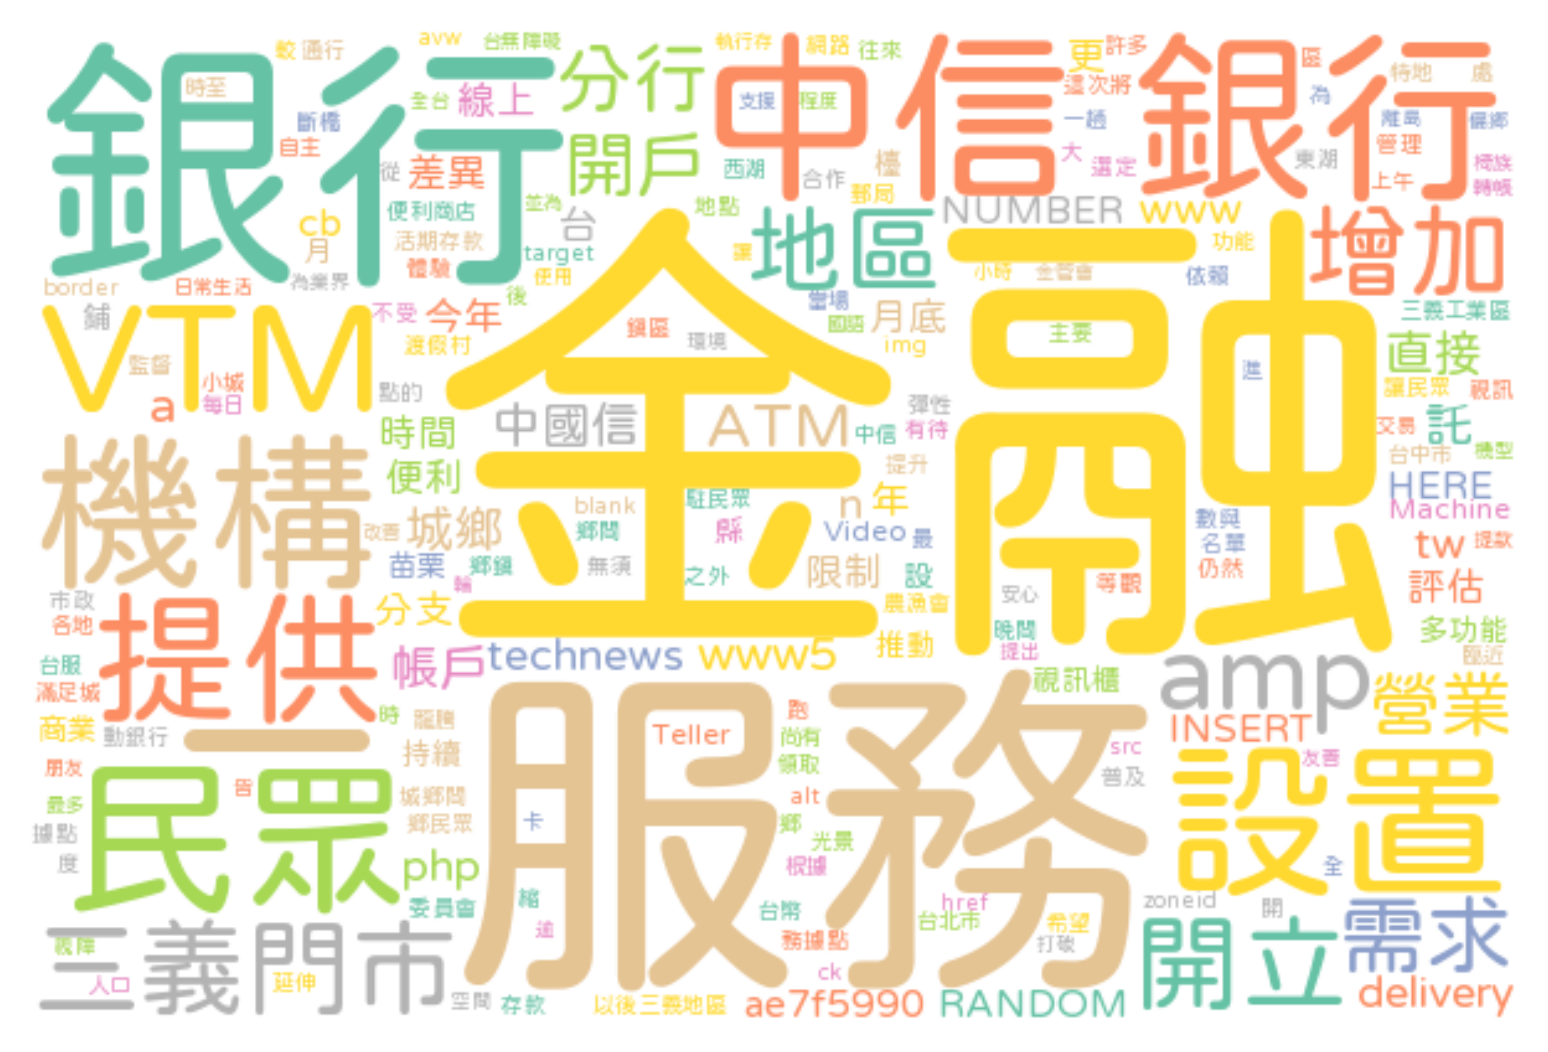 銀行
金融
服務
中信銀行
一
增加
VTM
機構
提供
一
民眾
三義門市
設置
開立
需求
地區
分行
開戶
線上
差異
較
通行
avw
台無障礙
執行存
網路
往來
更
許多
區
特地
處
時至
斷橋
自主
全台
從
支援
程度
這次將
一趟
為
離島
偏鄉
管理
西湖
合作
檯
郵局
大
選定
東湖
上午
轉帳
cb
月
便利商店
並為
台
地點
NUMBER
www
活期存款
體驗
target
使用
讓
功能
小時
金管會
依賴
border
日常生活
為業界
後
當場
三義工業區
鋪
不受
今年
鎮區
環境
月底
主要
直接
渡假村
img
監督
小城
每日
a
點的
進
讓民眾
視訊
時間
中國信
ATM
中信
彈性
有待
交易
託
台中市
機型
便利
提升
HERE
Machine
駐民眾
n
年
blank
改善
城鄉
鄉間
縣
Video
最
數與
名單
仍然
tw
提款
苗栗
鄉鎮
無須
之外
限制
設
等觀
輪
市政
各地
分支
農漁會
安心
評估
晚間
提出
多功能
臨近
台服
帳戶
technews
www5
推動
視訊櫃
amp
營業
滿足城
商業
動銀行
時
龍騰
持續
Teller
跑
尚有
領取
INSERT
src
普及
友善
朋友
皆
最多
城鄉間
鄉民眾
卡
alt
鄉
光景
根據
據點
度
php
委員會
縮
逾
台幣
href
台北市
希望
打破
zoneid
開
全
務據點
ck
人口
延伸
空間
存款
以後三義地區
ae7f5990
RANDOM
delivery